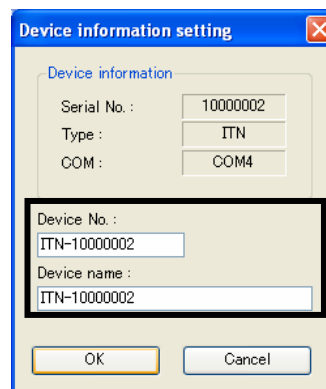 Device information setting
Device information
Serial No. : 10000002
Type : ITN
COM : COM4
Device No. :
ITN-10000002
Device name :
ITN-10000002
OK Cancel